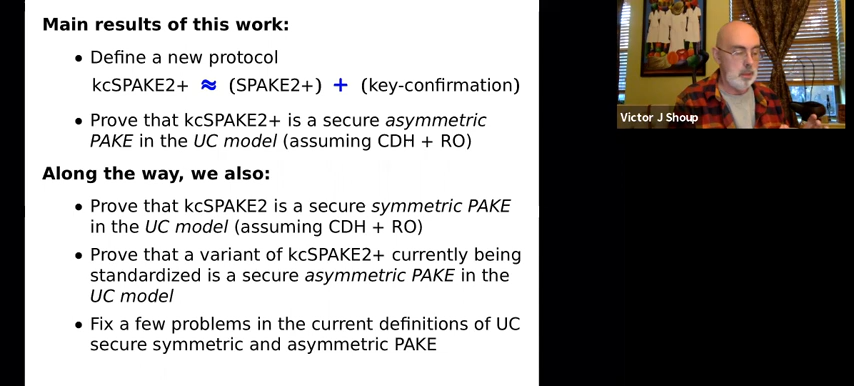 Main results of this work:
• Define a new protocol
kcSPAKE2+ ≈ (SPAKE2+) + (key-confirmation)
• Prove that kcSPAKE2+ is a secure asymmetric
PAKE in the UC model (assuming CDH + RO)
Along the way, we also:
• Prove that kcSPAKE2 is a secure symmetric PAKE
in the UC model (assuming CDH + RO)
• Prove that a variant of kcSPAKE2+ currently being
standardized is a secure asymmetric PAKE in the
UC model
• Fix a few problems in the current definitions of UC
secure symmetric and asymmetric PAKE
Victor J Shoup